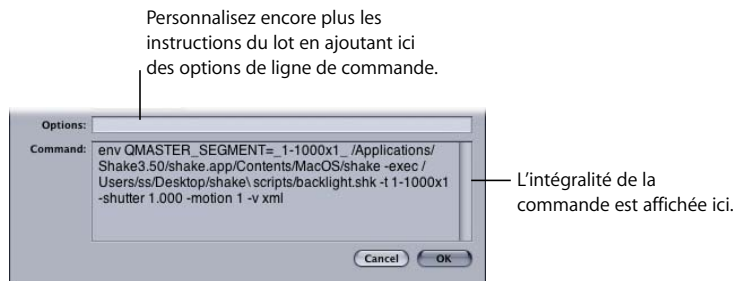 Personnalisez encore plus les
instructions du lot en ajoutant ici
des options de ligne de commande.
Options:
Command:
env QMASTER_SEGMENT=_1-1000x1_ /Applications/
Shake3.50/shake.app/Contents/MacOS/shake -exec /
Users/ss/Desktop/shake\ scripts/backlight.shk -t 1-1000x1
-shutter 1.000 -motion 1 -v xml
L'intégralité de la
commande est affichée ici.
Cancel
OK